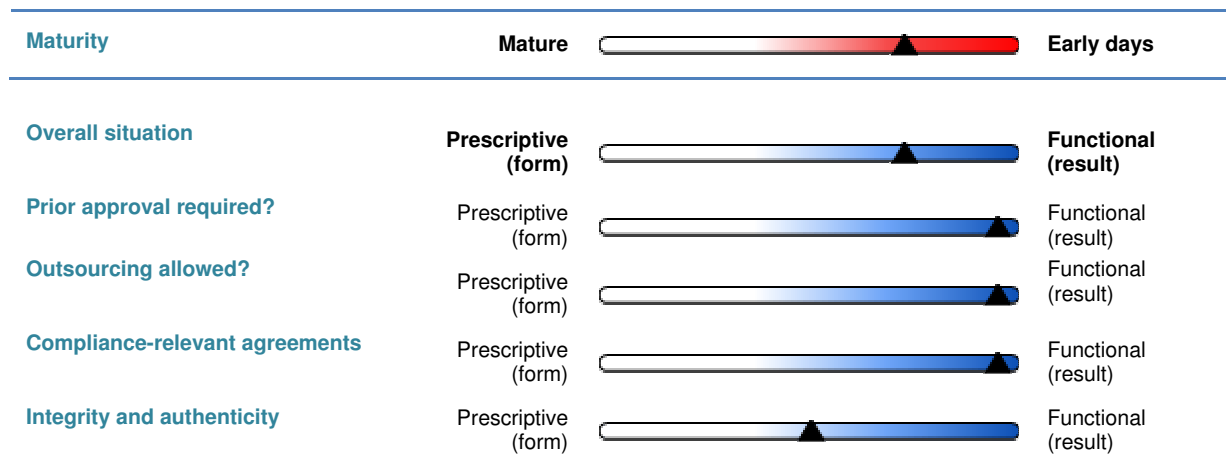 Maturity
Mature
Early days
Overall situation
Prescriptive
(form)
Functional
(result)
Prior approval required?
Prescriptive
(form)
Functional
(result)
Outsourcing allowed?
Prescriptive
(form)
Functional
(result)
Compliance-relevant agreements
Prescriptive
(form)
Functional
(result)
Integrity and authenticity
Prescriptive
(form)
Functional
(result)